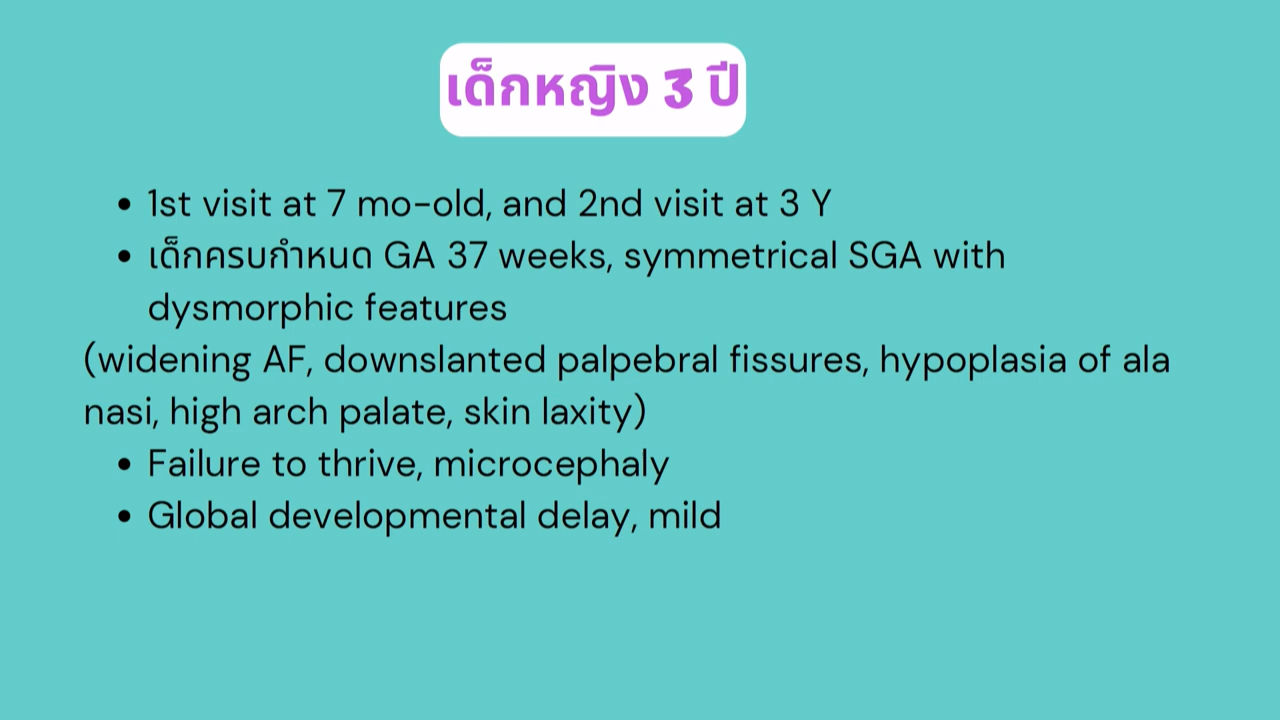 เด็กหญิง 3 ปี
• 1st visit at 7 mo-old, and 2nd visit at 3 Y
• เด็กครบกำหนด GA 37 weeks, symmetrical SGA with
dysmorphic features
(widening AF, downslanted palpebral fissures, hypoplasia of ala
nasi, high arch palate, skin laxity)
• Failure to thrive, microcephaly
• Global developmental delay, mild